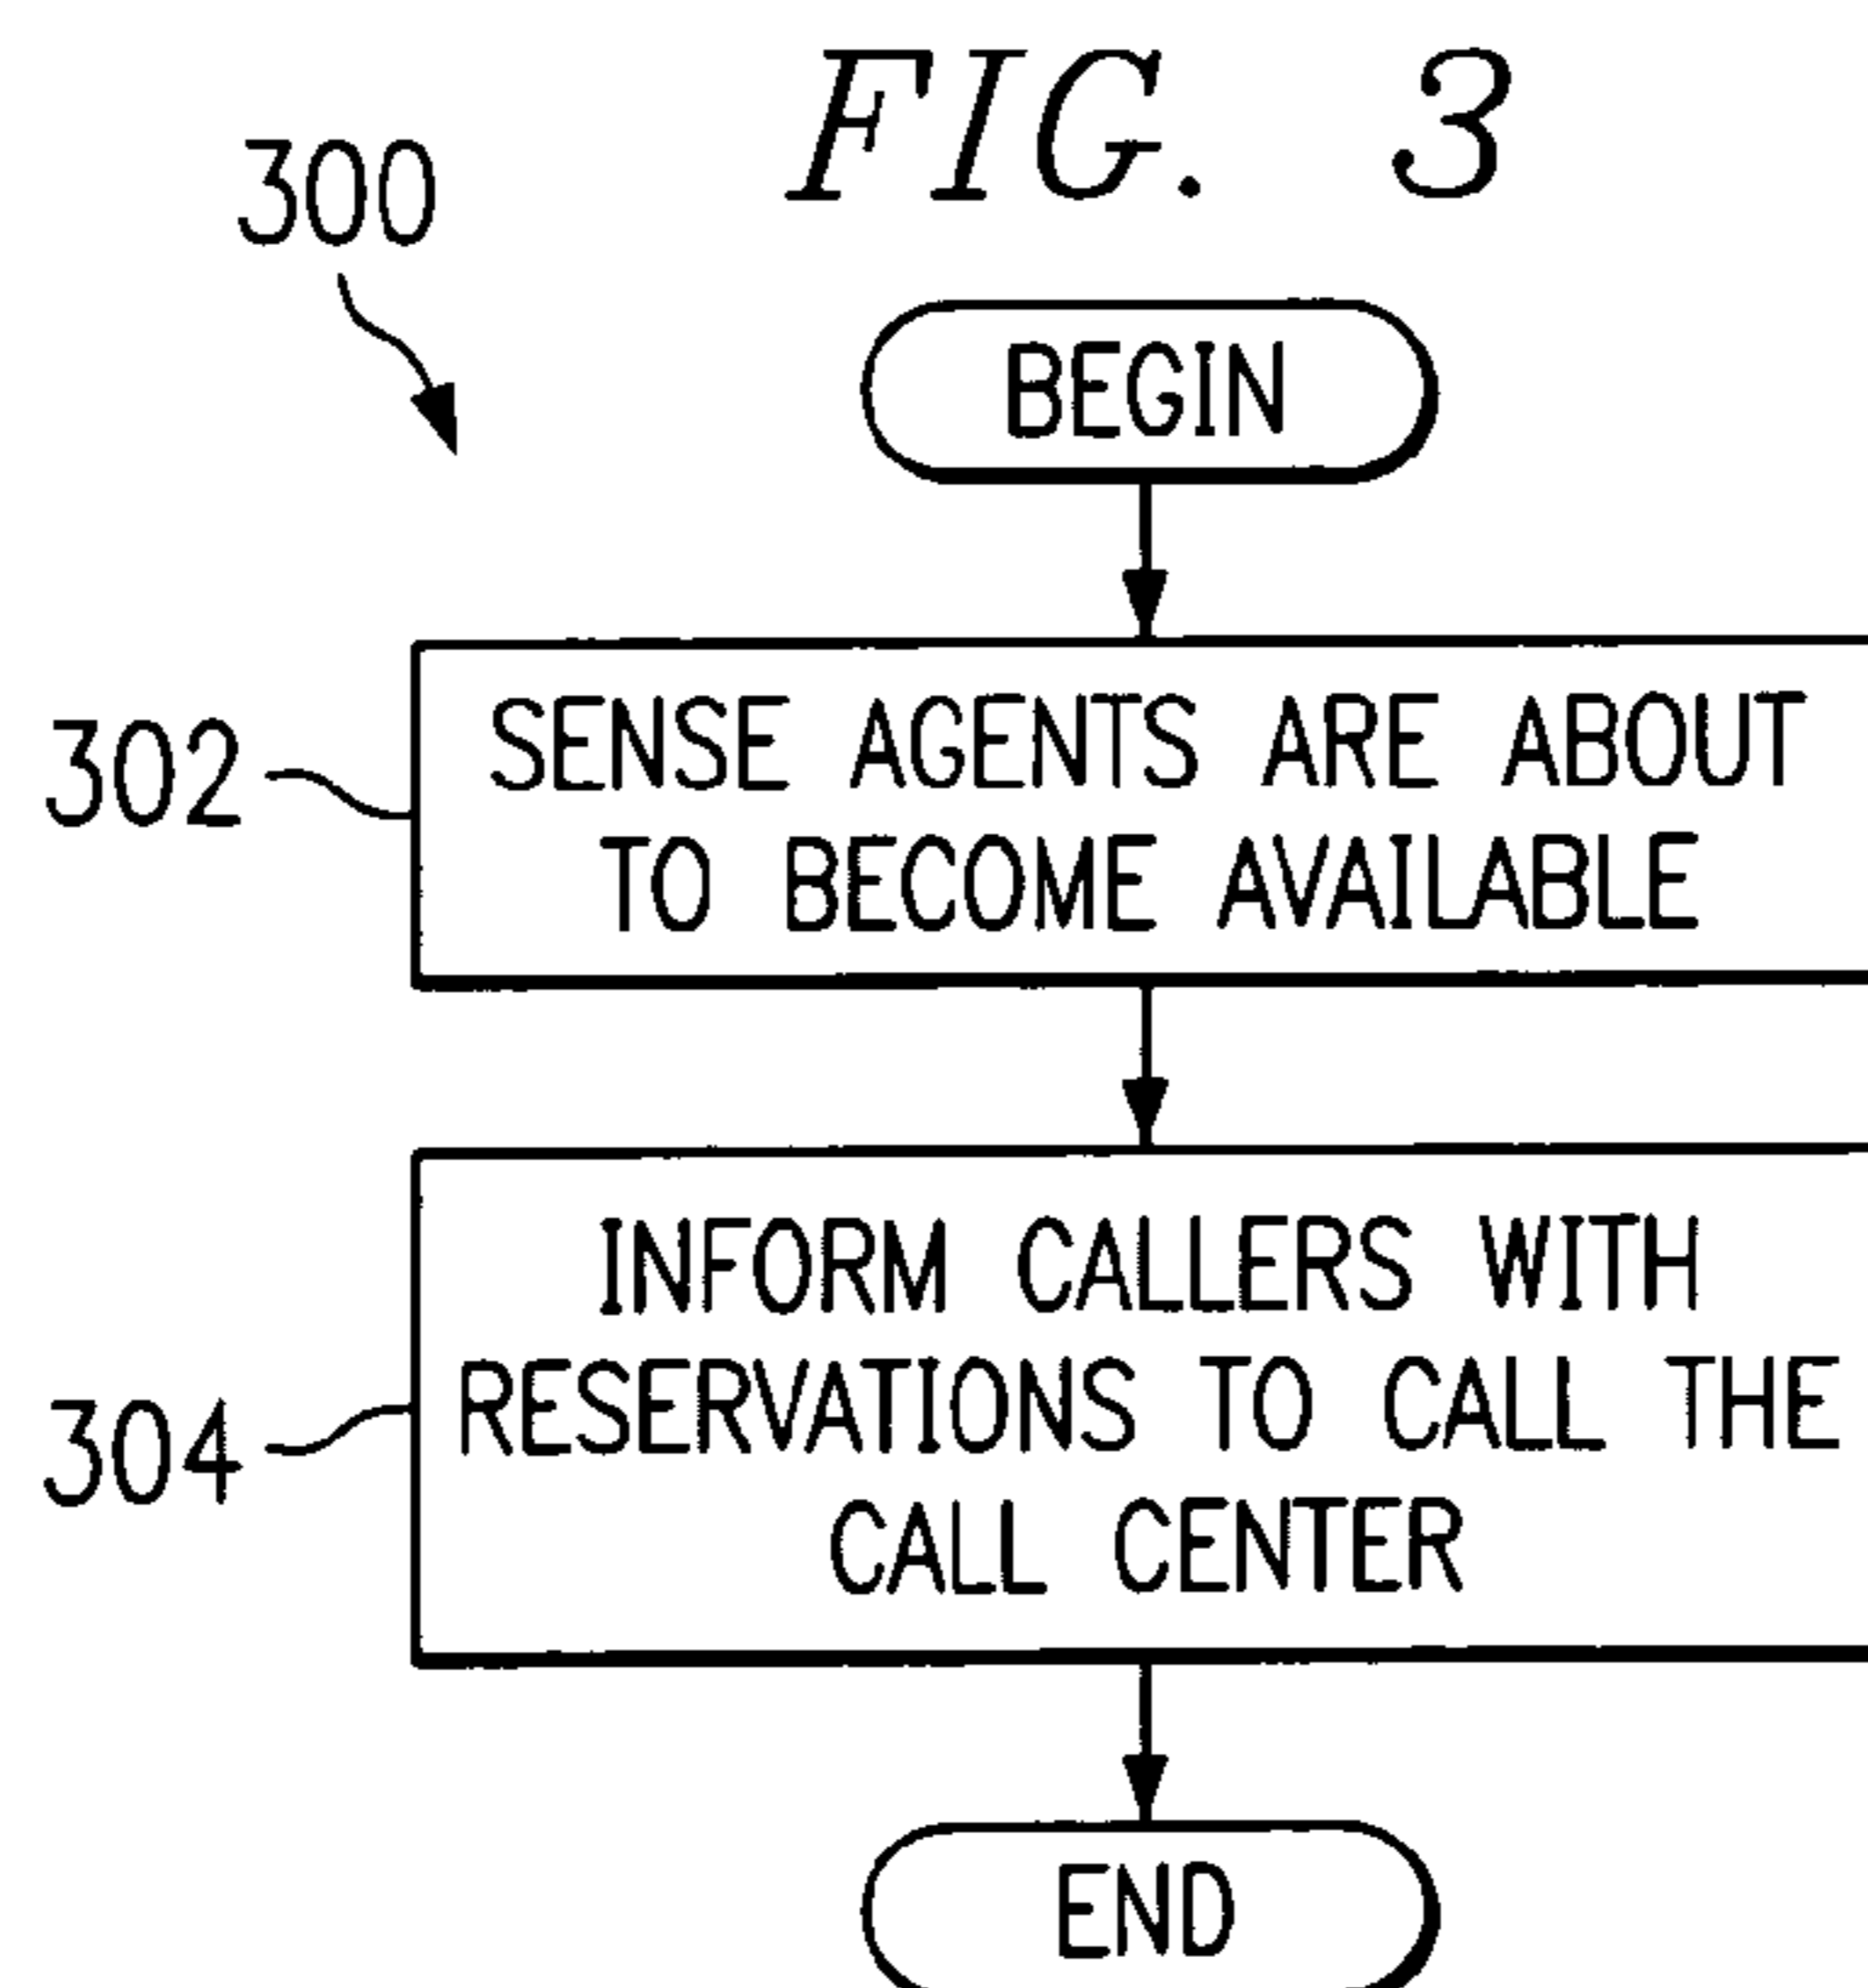 FIG. 3
300
BEGIN
302
SENSE AGENTS ARE ABOUT
TO BECOME AVAILABLE
304
INFORM CALLERS WITH
RESERVATIONS TO CALL THE
CALL CENTER
END